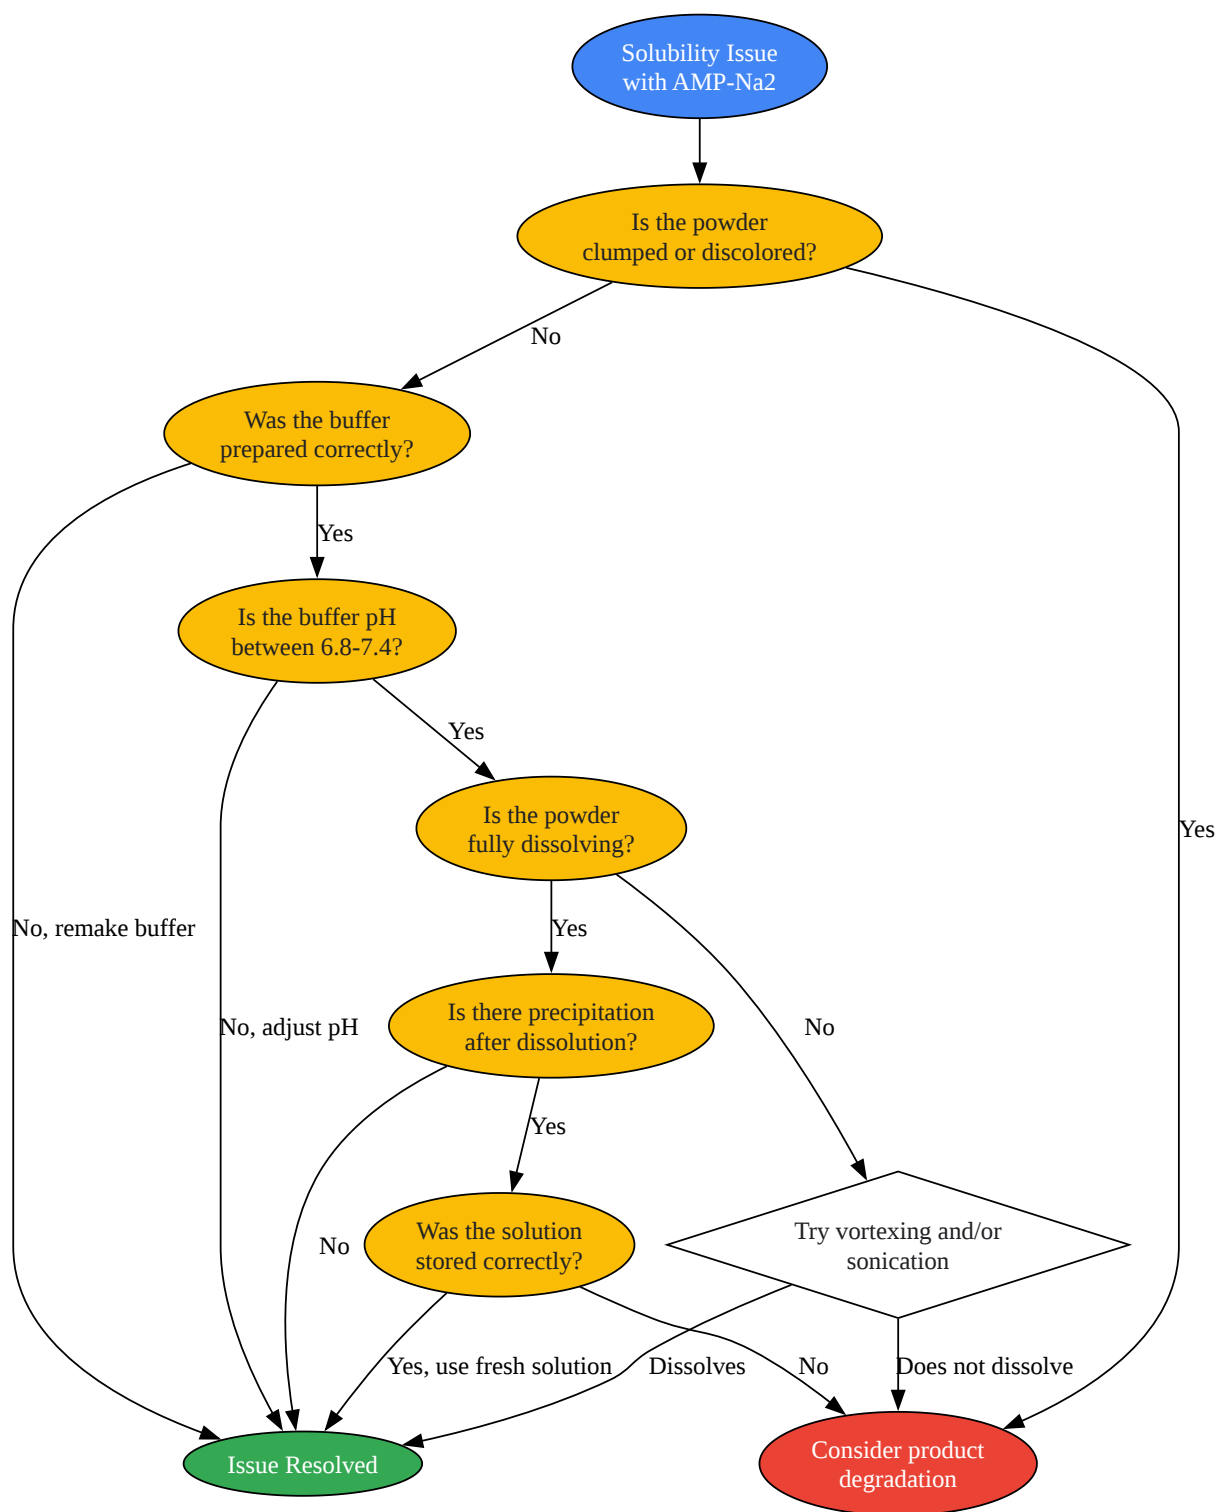 Solubility Issue
with AMP-Na2
Is the powder
clumped or discolored?
No
Was the buffer
prepared correctly?
Yes
Is the buffer pH
between 6.8-7.4?
Yes
Is the powder
fully dissolving?
Yes
No, remake buffer
Yes
Is there precipitation
after dissolution?
No, adjust pH
No
Yes
Was the solution
stored correctly?
No
Try vortexing and/or
sonication
Yes, use fresh solution
Dissolves
No
Does not dissolve
Issue Resolved
Consider product
degradation